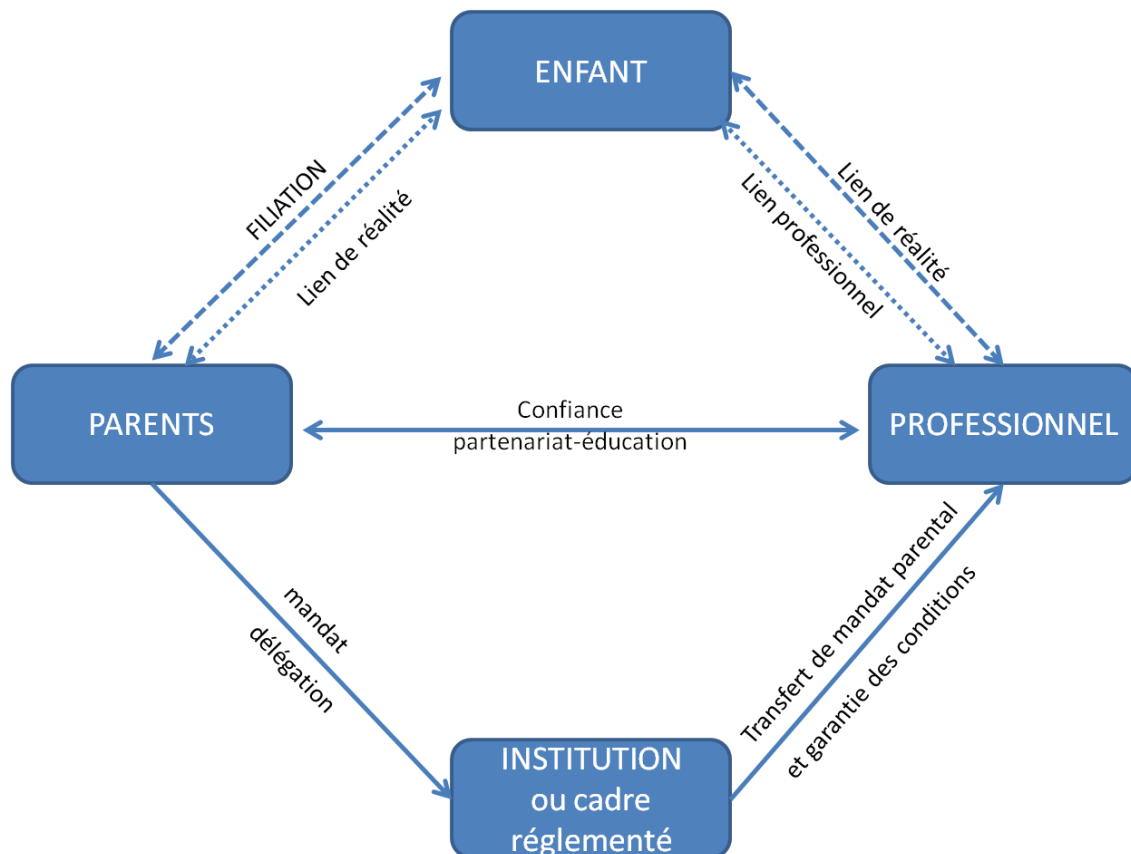 ENFANT
FILIATION
Lien de réalité
Lien de réalité
Lien professionnel
PARENTS
Confiance
partenariat-éducation
PROFESSIONNEL
mandat
délégation
Transfert de mandat parental
et garantie des conditions
INSTITUTION
ou cadre
réglementé